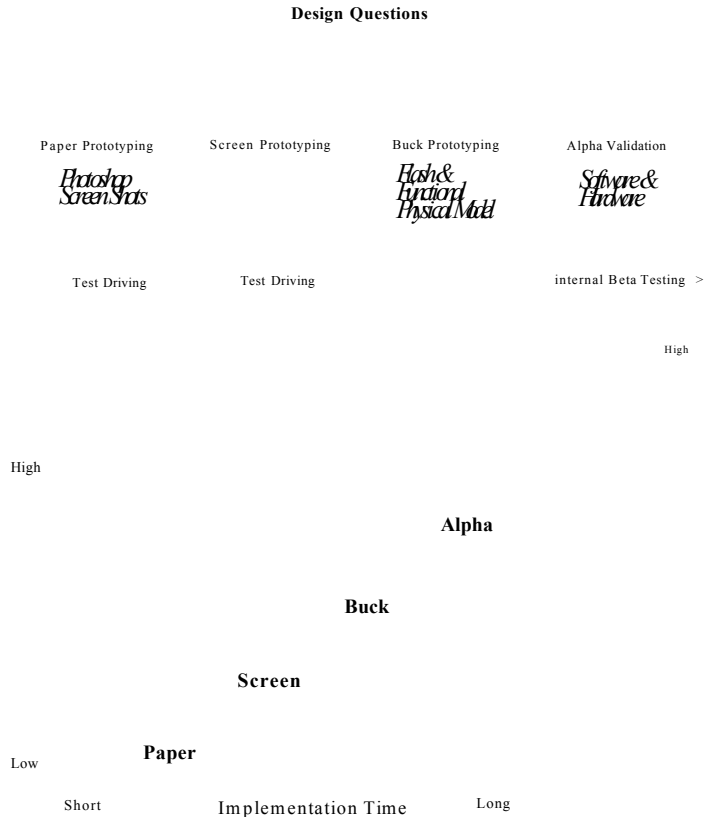 Design Questions
Paper Prototyping Screen Prototyping Buck Prototyping Alpha Validation
Photoshop
Screen Shots
Flash &
Functional
Physical Model
Software &
Hardware
Test Driving Test Driving internal Beta Testing >
High
High
Alpha
Buck
Screen
Paper
Low
Short Implementation Time Long